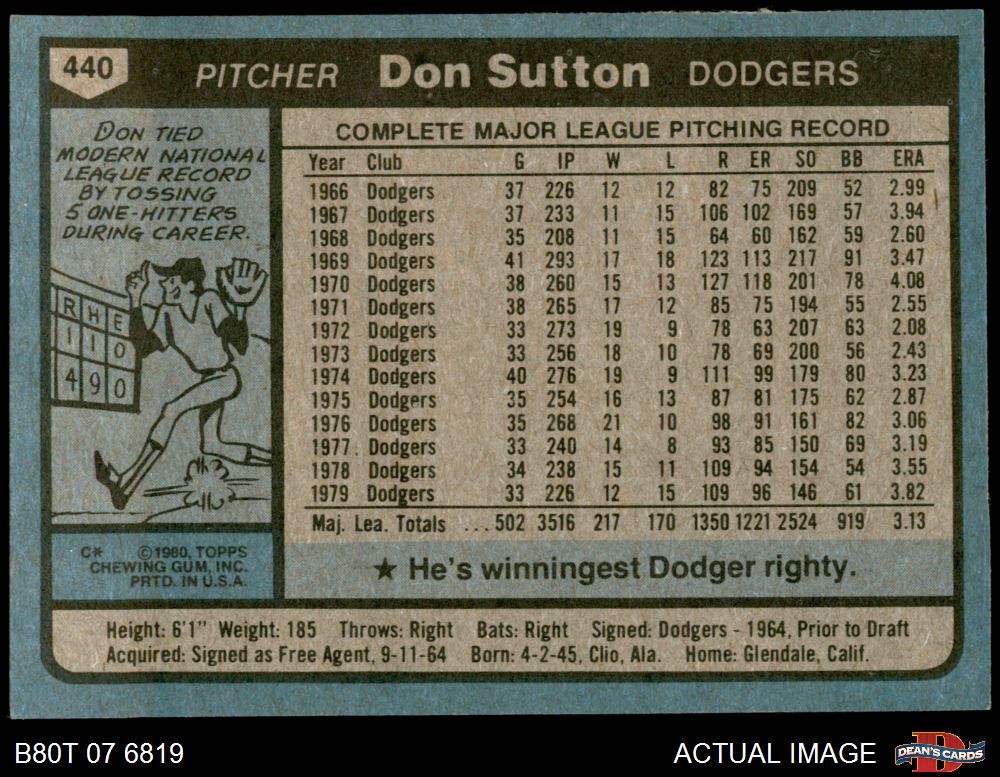 440 PITCHER Don Sutton DODGERS
DON TIED
MODERN NATIONAL
LEAGUE RECORD
BY TOSSING
5 ONE-HITTERS
DURING CAREER.
R H E
1 1 0
4 9 0
C* ©1980, TOPPS
CHEWING GUM, INC.
PRTD. IN U.S.A.
COMPLETE MAJOR LEAGUE PITCHING RECORD
Year Club G IP W L R ER SO BB ERA
1966 Dodgers 37 226 12 12 82 75 209 52 2.99
1967 Dodgers 37 233 11 15 106 102 169 57 3.94
1968 Dodgers 35 208 11 15 64 60 162 59 2.60
1969 Dodgers 41 293 17 18 123 113 217 91 3.47
1970 Dodgers 38 260 15 13 127 118 201 78 4.08
1971 Dodgers 38 265 17 12 85 75 194 55 2.55
1972 Dodgers 33 273 19 9 78 63 207 63 2.08
1973 Dodgers 33 256 18 10 78 69 200 56 2.43
1974 Dodgers 40 276 19 9 111 99 179 80 3.23
1975 Dodgers 35 254 16 13 87 81 175 62 2.87
1976 Dodgers 35 268 21 10 98 91 161 82 3.06
1977 Dodgers 33 240 14 8 93 85 150 69 3.19
1978 Dodgers 34 238 15 11 109 94 154 54 3.55
1979 Dodgers 33 226 12 15 109 96 146 61 3.82
Maj. Lea. Totals ...502 3516 217 170 1350 1221 2524 919 3.13
★ He's winningest Dodger righty.
Height: 6'1" Weight: 185 Throws: Right Bats: Right Signed: Dodgers - 1964, Prior to Draft
Acquired: Signed as Free Agent, 9-11-64 Born: 4-2-45, Clio, Ala. Home: Glendale, Calif.
B80T 07 6819 ACTUAL IMAGE D DEAN'S CARDS